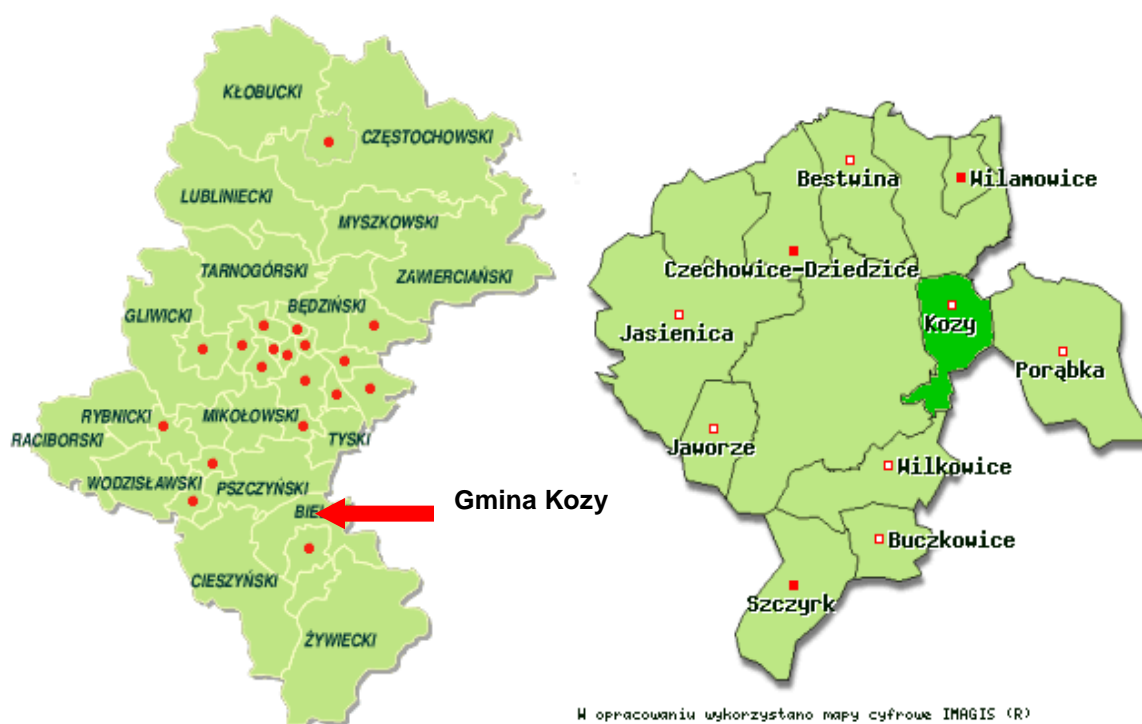 KŁOBUCKI
CZĘSTOCHOWSKI
LUBLINIECKI
MYSZKOWSKI
TARNOGÓRSKI
ZAWIERCIAŃSKI
BĘDZIŃSKI
GLIWICKI
RYBNICKI
MIKOŁOWSKI
RACIBORSKI
TYSKI
WODZISŁAWSKI
PSZCZYŃSKI
CIESZYŃSKI
ŻYWIECKI
Gmina Kozy
Bestwina
Wilamowice
Czechowice-Dziedzice
Kozy
Jasienica
Porąbka
Jaworze
Wilkowice
Buczkowice
Szczyrk
W opracowaniu wykorzystano mapy cyfrowe IMAGIS (R)